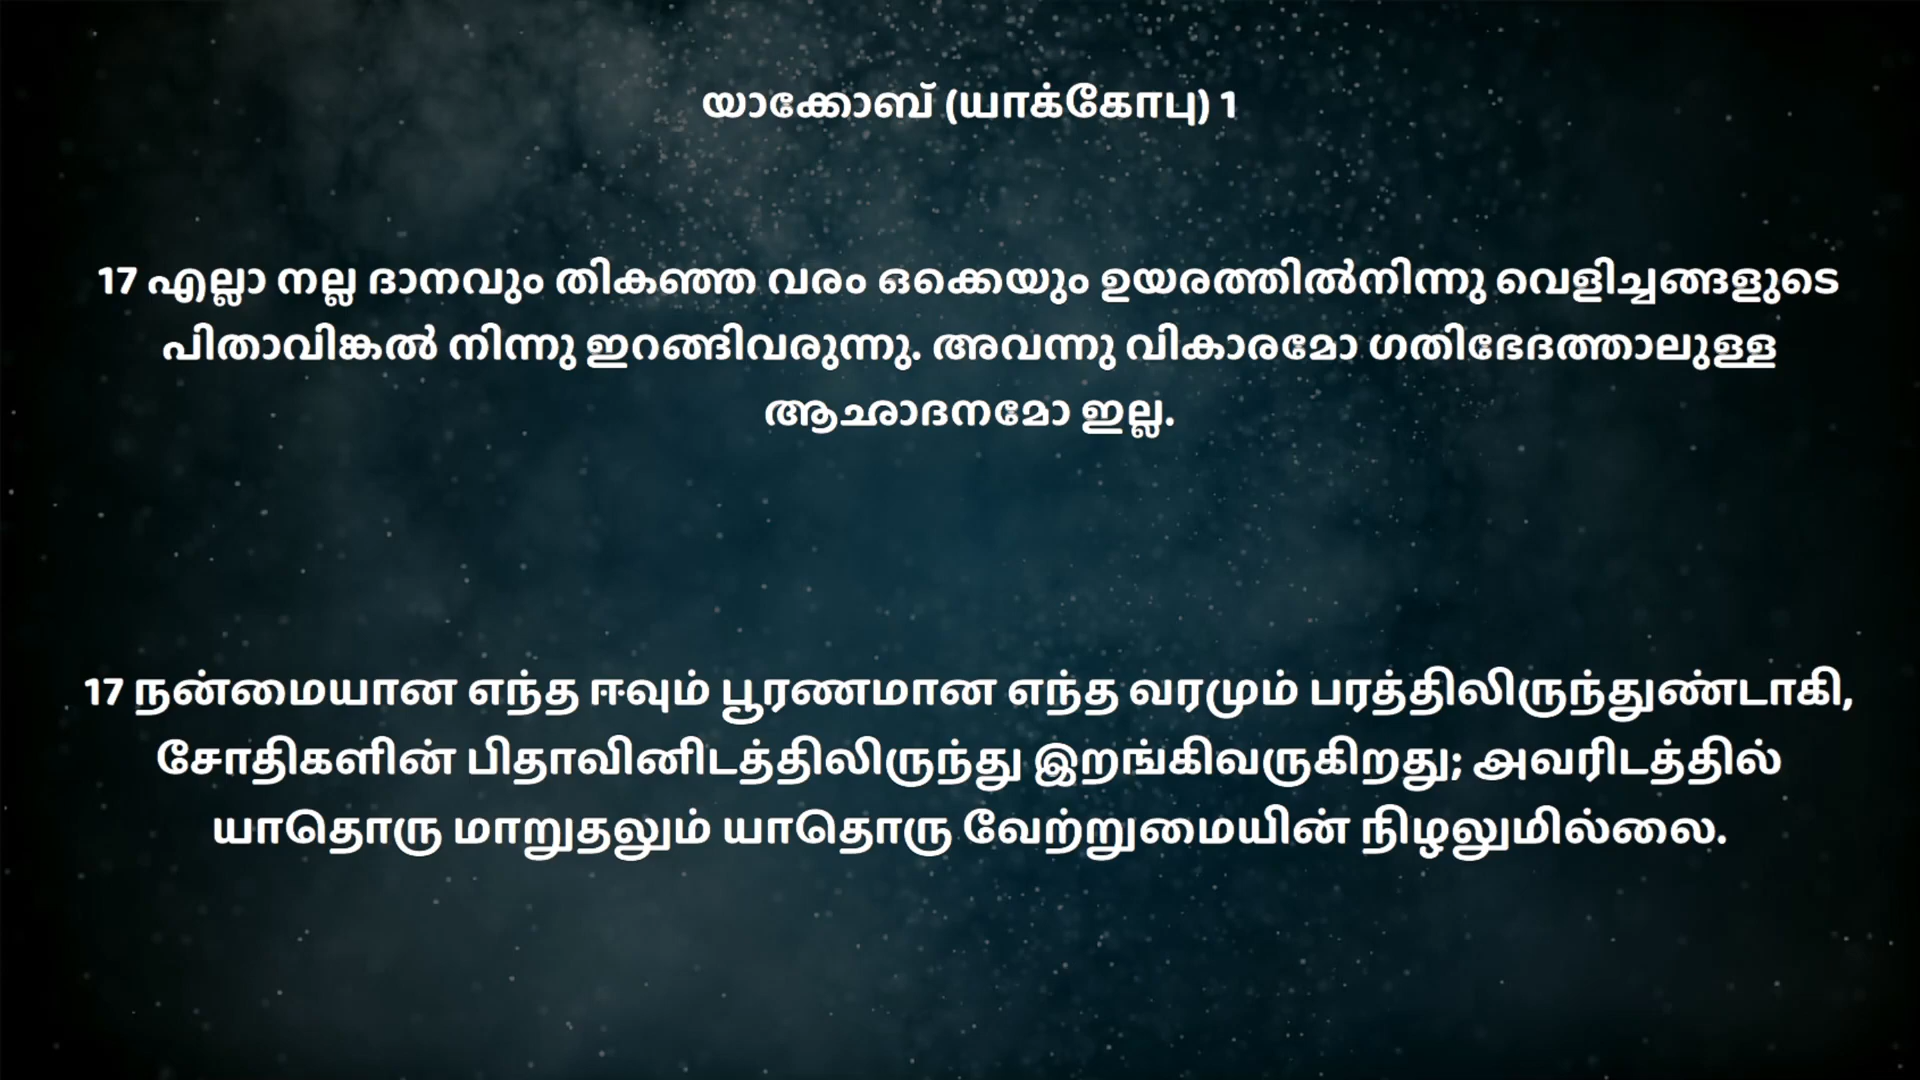 യാക്കോബ് (யாக்கோபு) 1
17 എല്ലാ നല്ല ദാനവും തികഞ്ഞ വരം ഒക്കെയും ഉയരത്തിൽനിന്നു വെളിച്ചങ്ങളുടെ
പിതാവിങ്കൽ നിന്നു ഇറങ്ങിവരുന്നു. അവന്നു വികാരമോ ഗതിഭേദത്താലുള്ള
ആഛാദനമോ ഇല്ല.
17 நன்மையான எந்த ஈவும் பூரணமான எந்த வரமும் பரத்திலிருந்துண்டாகி,
சோதிகளின் பிதாவினிடத்திலிருந்து இறங்கிவருகிறது; அவரிடத்தில்
யாதொரு மாறுதலும் யாதொரு வேற்றுமையின் நிழலுமில்லை.